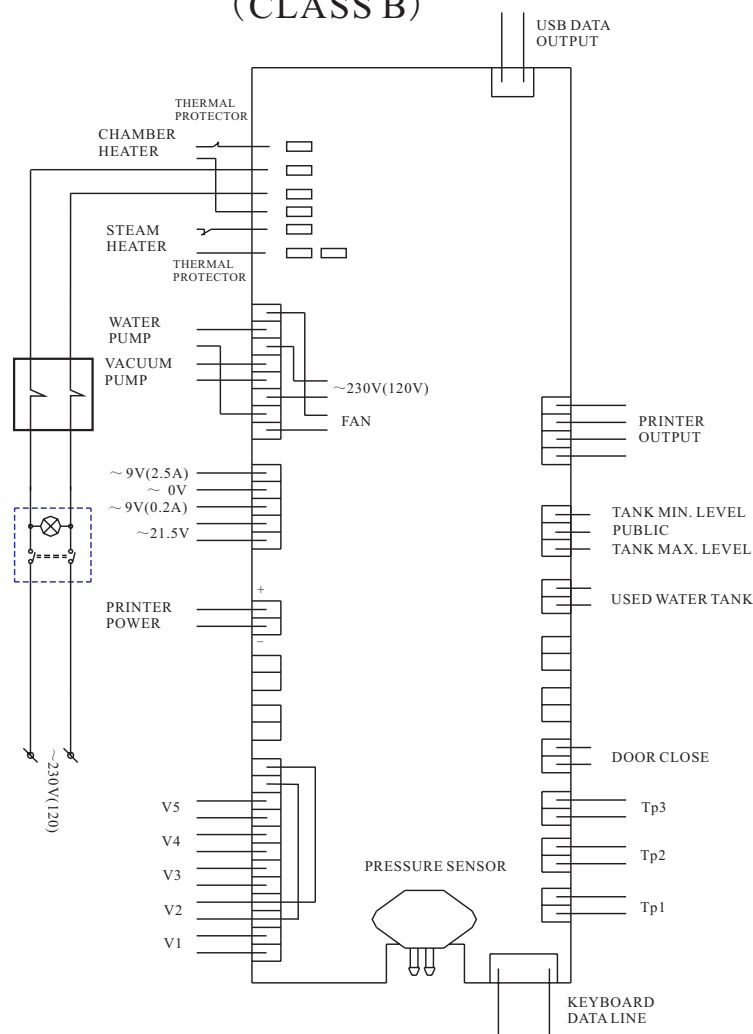 (CLASS B)
USB DATA
OUTPUT
THERMAL
PROTECTOR
CHAMBER
HEATER
STEAM
HEATER
THERMAL
PROTECTOR
WATER
PUMP
VACUUM
PUMP
~230V(120V)
FAN
PRINTER
OUTPUT
~ 9V(2.5A)
~ 0V
~ 9V(0.2A)
~21.5V
TANK MIN. LEVEL
PUBLIC
TANK MAX. LEVEL
+
PRINTER
POWER
−
USED WATER TANK
~230V(120)
DOOR CLOSE
V5
V4
V3
V2
V1
Tp3
Tp2
Tp1
PRESSURE SENSOR
KEYBOARD
DATA LINE